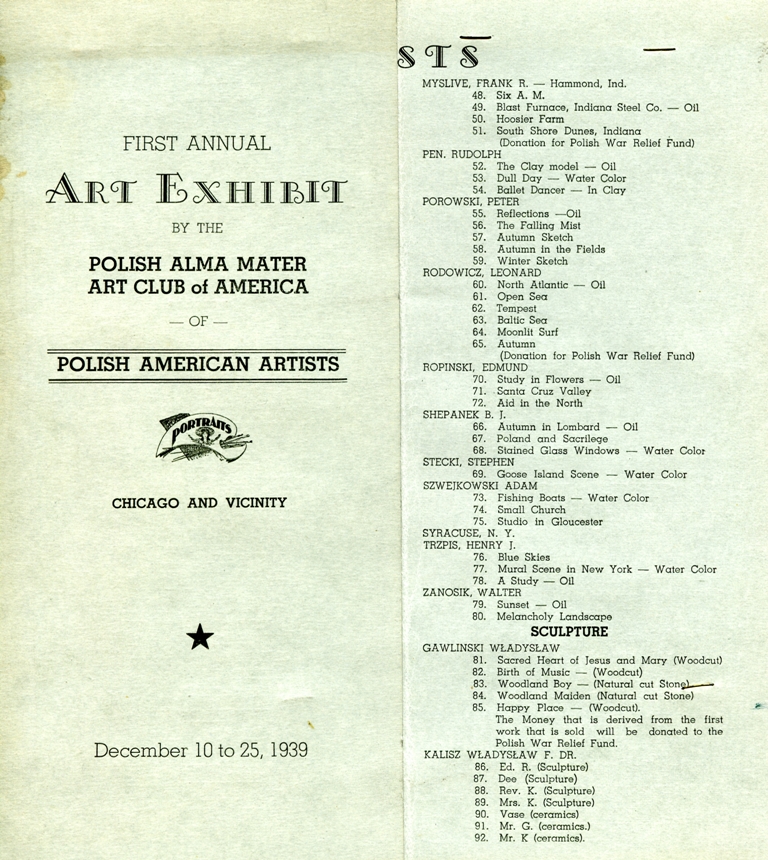 FIRST ANNUAL
ART EXHIBIT
BY THE
POLISH ALMA MATER
ART CLUB of AMERICA
— OF —
POLISH AMERICAN ARTISTS
PORTRAITS
CHICAGO AND VICINITY
December 10 to 25, 1939
STS
MYSLIVE, FRANK R. — Hammond, Ind.
48. Six A. M.
49. Blast Furnace, Indiana Steel Co. — Oil
50. Hoosier Farm
51. South Shore Dunes, Indiana
(Donation for Polish War Relief Fund)
PEN. RUDOLPH
52. The Clay model — Oil
53. Dull Day — Water Color
54. Ballet Dancer — In Clay
POROWSKI, PETER
55. Reflections —Oil
56. The Falling Mist
57. Autumn Sketch
58. Autumn in the Fields
59. Winter Sketch
RODOWICZ, LEONARD
60. North Atlantic — Oil
61. Open Sea
62. Tempest
63. Baltic Sea
64. Moonlit Surf
65. Autumn
(Donation for Polish War Relief Fund)
ROPINSKI, EDMUND
70. Study in Flowers — Oil
71. Santa Cruz Valley
72. Aid in the North
SHEPANEK B. J.
66. Autumn in Lombard — Oil
67. Poland and Sacrilege
68. Stained Glass Windows — Water Color
STECKI, STEPHEN
69. Goose Island Scene — Water Color
SZWEJKOWSKI ADAM
73. Fishing Boats — Water Color
74. Small Church
75. Studio in Gloucester
SYRACUSE, N. Y.
TRZPIS, HENRY J.
76. Blue Skies
77. Mural Scene in New York — Water Color
78. A Study — Oil
ZANOSIK, WALTER
79. Sunset — Oil
80. Melancholy Landscape
SCULPTURE
GAWLINSKI WŁADYSŁAW
81. Sacred Heart of Jesus and Mary (Woodcut)
82. Birth of Music — (Woodcut)
83. Woodland Boy — (Natural cut Stone)
84. Woodland Maiden (Natural cut Stone)
85. Happy Place — (Woodcut).
The Money that is derived from the first
work that is sold will be donated to the
Polish War Relief Fund.
KALISZ WŁADYSŁAW F. DR.
86. Ed. R. (Sculpture)
87. Dee (Sculpture)
88. Rev. K. (Sculpture)
89. Mrs. K. (Sculpture)
90. Vase (ceramics)
91. Mr. G. (ceramics.)
92. Mr. K (ceramics).